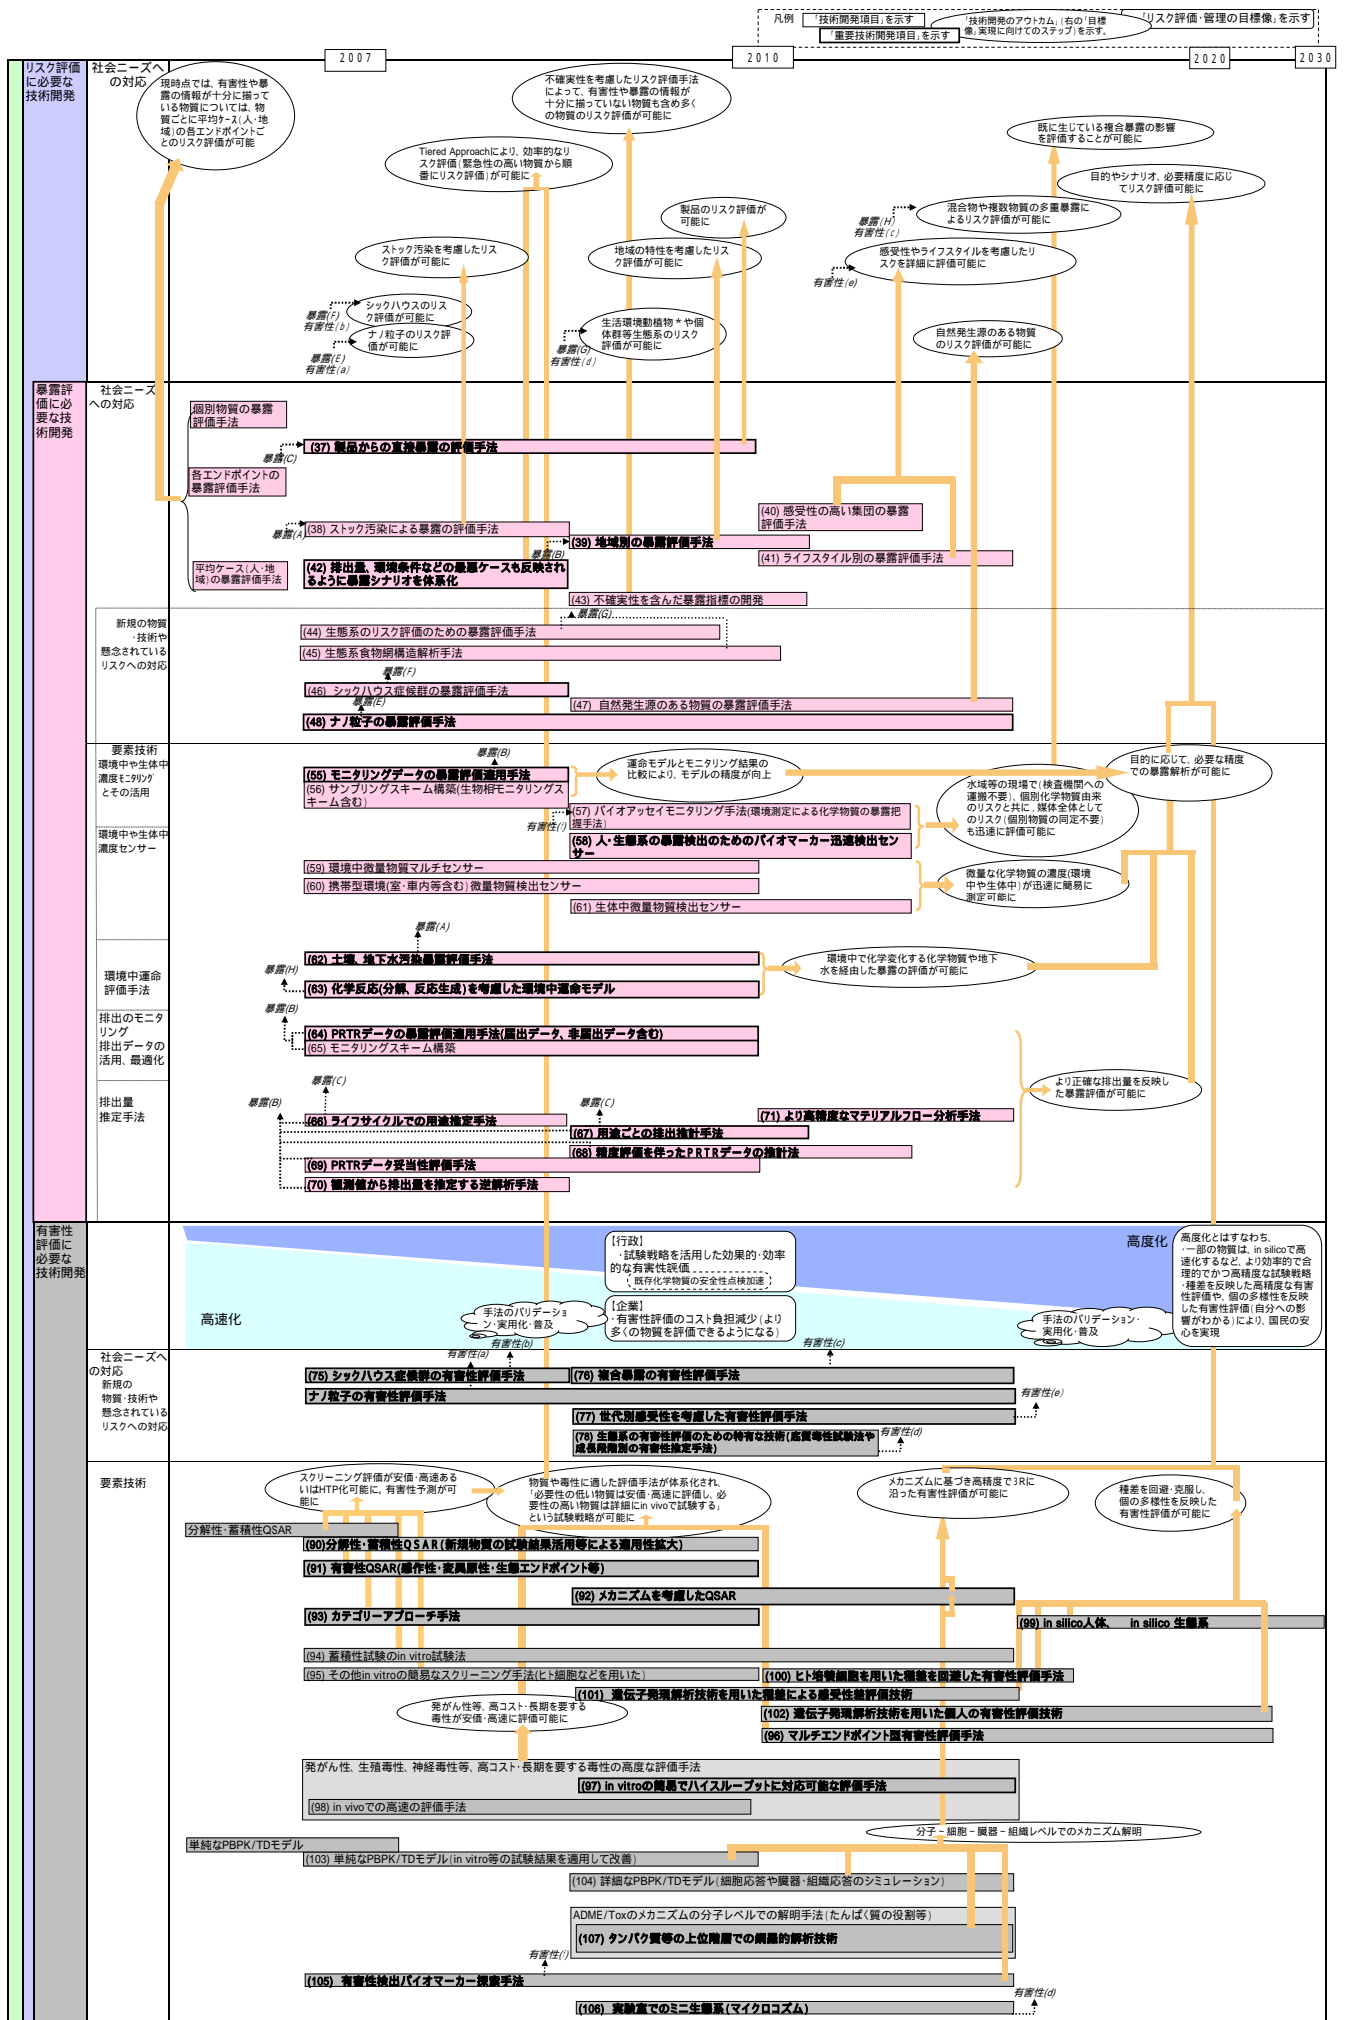 凡例
「技術開発項目」を示す
「重要技術開発項目」を示す
「技術開発のアウトカム」(右の「目標
像」実現に向けてのステップ)を示す。
「リスク評価・管理の目標像」を示す
2007
2010
2020
2030
リスク評価
に必要な
技術開発
社会ニーズへ
の対応
現時点では、有害性や暴
露の情報が十分に揃って
いる物質については、物
質ごとに平均ケース(人・地
域)の各エンドポイントご
とのリスク評価が可能
不確実性を考慮したリスク評価手法
によって、有害性や暴露の情報が
十分に揃っていない物質も含め多く
の物質のリスク評価が可能に
Tiered Approachにより、効率的なリ
スク評価(緊急性の高い物質から順
番にリスク評価)が可能に
既に生じている複合暴露の影響
を評価することが可能に
目的やシナリオ、必要精度に応じ
てリスク評価可能に
製品のリスク評価が
可能に
混合物や複数物質の多重暴露に
よるリスク評価が可能に
暴露(H)
有害性(c)
ストック汚染を考慮したリス
ク評価が可能に
地域の特性を考慮したリス
ク評価が可能に
感受性やライフスタイルを考慮したリ
スクを詳細に評価可能に
有害性(e)
シックハウスのリス
ク評価が可能に
暴露(F)
有害性(b)
ナノ粒子のリスク評
価が可能に
暴露(E)
有害性(a)
生活環境動植物*や個
体群等生態系のリスク
評価が可能に
暴露(G)
有害性(d)
自然発生源のある物質
のリスク評価が可能に
暴露評
価に必
要な技
術開発
社会ニーズ
への対応
個別物質の暴露
評価手法
(37) 製品からの直接暴露の評価手法
暴露(C)
各エンドポイントの
暴露評価手法
(40) 感受性の高い集団の暴露
評価手法
暴露(A)
(38) ストック汚染による暴露の評価手法
(39) 地域別の暴露評価手法
暴露(B)
(41) ライフスタイル別の暴露評価手法
平均ケース(人・地
域)の暴露評価手法
(42) 排出量、環境条件などの最悪ケースも反映され
るように暴露シナリオを体系化
(43) 不確実性を含んだ暴露指標の開発
暴露(G)
新規の物質
・技術や
懸念されている
リスクへの対応
(44) 生態系のリスク評価のための暴露評価手法
(45) 生態系食物網構造解析手法
暴露(F)
(46) シックハウス症候群の暴露評価手法
暴露(E)
(47) 自然発生源のある物質の暴露評価手法
(48) ナノ粒子の暴露評価手法
要素技術
環境中や生体中
濃度モニタリング
とその活用
暴露(B)
(55) モニタリングデータの暴露評価適用手法
(56) サンプリングスキーム構築(生物相モニタリングス
キーム含む)
運命モデルとモニタリング結果の
比較により、モデルの精度が向上
目的に応じて、必要な精度
での暴露解析が可能に
水域等の現場で(検査機関への
運搬不要)、個別化学物質由来
のリスクと共に、媒体全体として
のリスク(個別物質の同定不要)
も迅速に評価可能に
有害性(f)
(57) バイオアッセイモニタリング手法(環境測定による化学物質の暴露把
握手法)
環境中や生体中
濃度センサー
(58) 人・生態系の暴露検出のためのバイオマーカー迅速検出セン
サー
(59) 環境中微量物質マルチセンサー
(60) 携帯型環境(室・車内等含む)微量物質検出センサー
(61) 生体中微量物質検出センサー
微量な化学物質の濃度(環境
中や生体中)が迅速に簡易に
測定可能に
暴露(A)
環境中運命
評価手法
(62) 土壌、地下水汚染暴露評価手法
暴露(H)
(63) 化学反応(分解、反応生成)を考慮した環境中運命モデル
環境中で化学変化する化学物質や地下
水を経由した暴露の評価が可能に
排出のモニタ
リング
排出データの
活用、最適化
暴露(B)
(64) PRTRデータの暴露評価適用手法(届出データ、非届出データ含む)
(65) モニタリングスキーム構築
より正確な排出量を反映し
た暴露評価が可能に
排出量
推定手法
暴露(C)
暴露(B)
暴露(C)
(66) ライフサイクルでの用途推定手法
(71) より高精度なマテリアルフロー分析手法
(67) 用途ごとの排出推計手法
(68) 精度評価を伴ったPRTRデータの推計法
(69) PRTRデータ妥当性評価手法
(70) 観測値から排出量を推定する逆解析手法
有害性
評価に
必要な
技術開発
高速化
高度化
【行政】
・試験戦略を活用した効果的・効率
的な有害性評価
既存化学物質の安全性点検加速
【企業】
・有害性評価のコスト負担減少(より
多くの物質を評価できるようになる)
手法のバリデーショ
ン・実用化・普及
手法のバリデーション・
実用化・普及
高度化とはすなわち、
・一部の物質は、in silicoで高
速化するなど、より効率的で合
理的でかつ高精度な試験戦略
・種差を反映した高精度な有害
性評価や、個の多様性を反映
した有害性評価(自分への影
響がわかる)により、国民の安
心を実現
社会ニーズへ
の対応
新規の
物質・技術や
懸念されている
リスクへの対応
有害性(b)
有害性(a)
有害性(c)
(75) シックハウス症候群の有害性評価手法
(76) 複合暴露の有害性評価手法
ナノ粒子の有害性評価手法
有害性(e)
(77) 世代別感受性を考慮した有害性評価手法
(78) 生態系の有害性評価のための特有な技術(底質毒性試験法や
成長段階別の有害性推定手法)
有害性(d)
要素技術
スクリーニング評価が安価・高速ある
いはHTP化可能に。有害性予測が可
能に
物質や毒性に適した評価手法が体系化され、
「必要性の低い物質は安価・高速に評価し、必
要性の高い物質は詳細にin vivoで試験する」
という試験戦略が可能に
メカニズムに基づき高精度で3Rに
沿った有害性評価が可能に
種差を回避・克服し、
個の多様性を反映した
有害性評価が可能に
分解性・蓄積性QSAR
(90)分解性・蓄積性QSAR(新規物質の試験結果活用等による適用性拡大)
(91) 有害性QSAR(感作性・変異原性・生態エンドポイント等)
(92) メカニズムを考慮したQSAR
(93) カテゴリーアプローチ手法
(99) in silico人体、 in silico 生態系
(94) 蓄積性試験のin vitro試験法
(95) その他in vitroの簡易なスクリーニング手法(ヒト細胞などを用いた)
(100) ヒト培養細胞を用いた種差を回避した有害性評価手法
(101) 遺伝子発現解析技術を用いた種差による感受性差評価技術
発がん性等、高コスト・長期を要する
毒性が安価・高速に評価可能に
(102) 遺伝子発現解析技術を用いた個人の有害性評価技術
(96) マルチエンドポイント型有害性評価手法
発がん性、生殖毒性、神経毒性等、高コスト・長期を要する毒性の高度な評価手法
(97) in vitroの簡易でハイスループットに対応可能な評価手法
(98) in vivoでの高速の評価手法
分子～細胞～臓器～組織レベルでのメカニズム解明
単純なPBPK/TDモデル
(103) 単純なPBPK/TDモデル(in vitro等の試験結果を適用して改善)
(104) 詳細なPBPK/TDモデル(細胞応答や臓器・組織応答のシミュレーション)
ADME/Toxのメカニズムの分子レベルでの解明手法(たんぱく質の役割等)
(107) タンパク質等の上位階層での網羅的解析技術
有害性(f)
(105) 有害性検出バイオマーカー探索手法
有害性(d)
(106) 実験室でのミニ生態系(マイクロコズム)